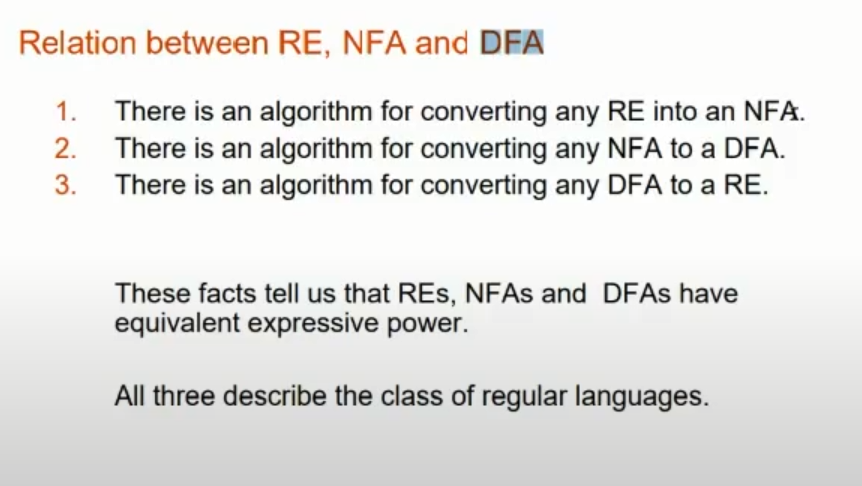 Relation between RE, NFA and DFA
1. There is an algorithm for converting any RE into an NFA.
2. There is an algorithm for converting any NFA to a DFA.
3. There is an algorithm for converting any DFA to a RE.
These facts tell us that REs, NFAs and DFAs have
equivalent expressive power.
All three describe the class of regular languages.